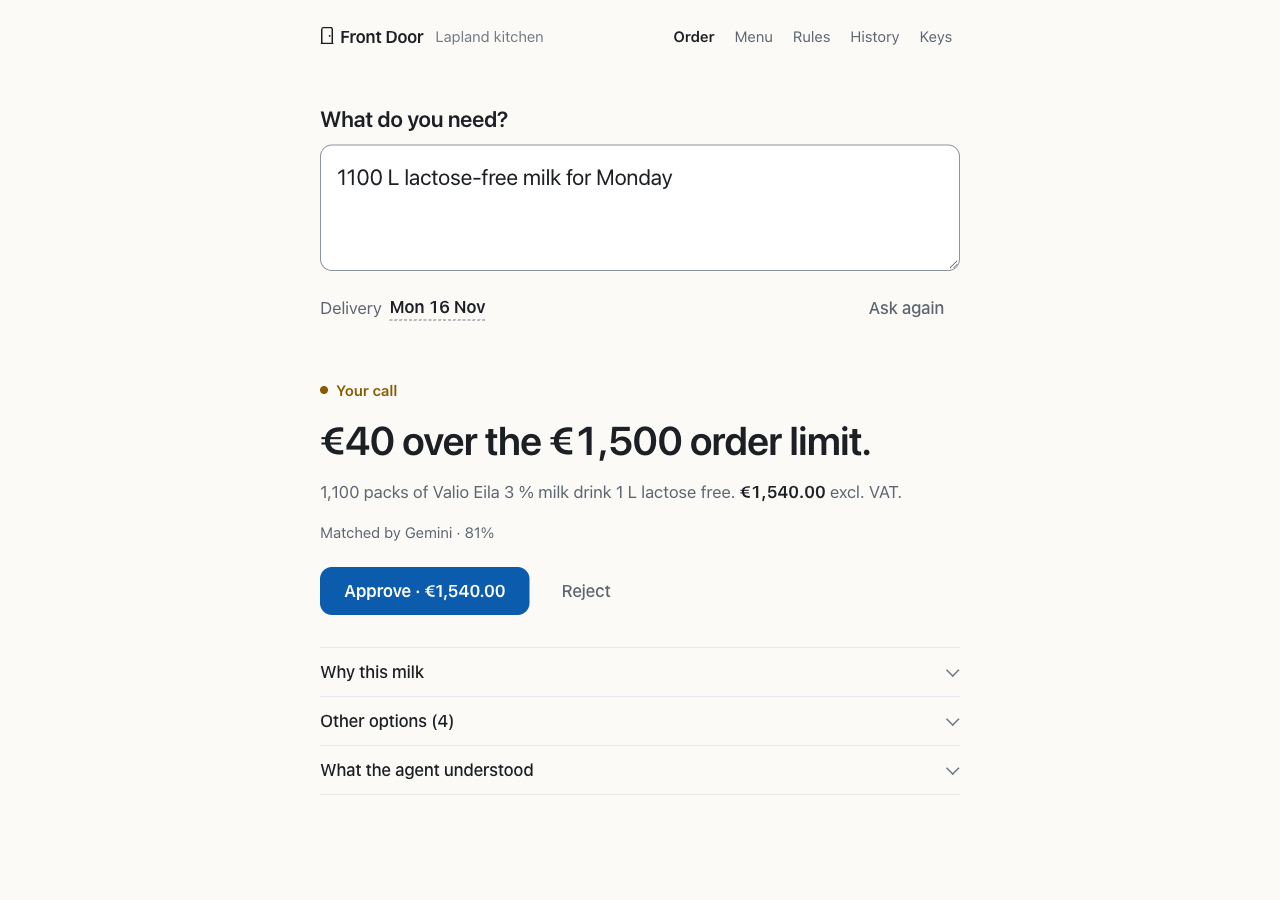 Front Door Lapland kitchen Order Menu Rules History Keys
What do you need?
1100 L lactose-free milk for Monday
Delivery Mon 16 Nov Ask again
Your call
€40 over the €1,500 order limit.
1,100 packs of Valio Eila 3 % milk drink 1 L lactose free. €1,540.00 excl. VAT.
Matched by Gemini · 81%
Approve · €1,540.00 Reject
Why this milk
Other options (4)
What the agent understood